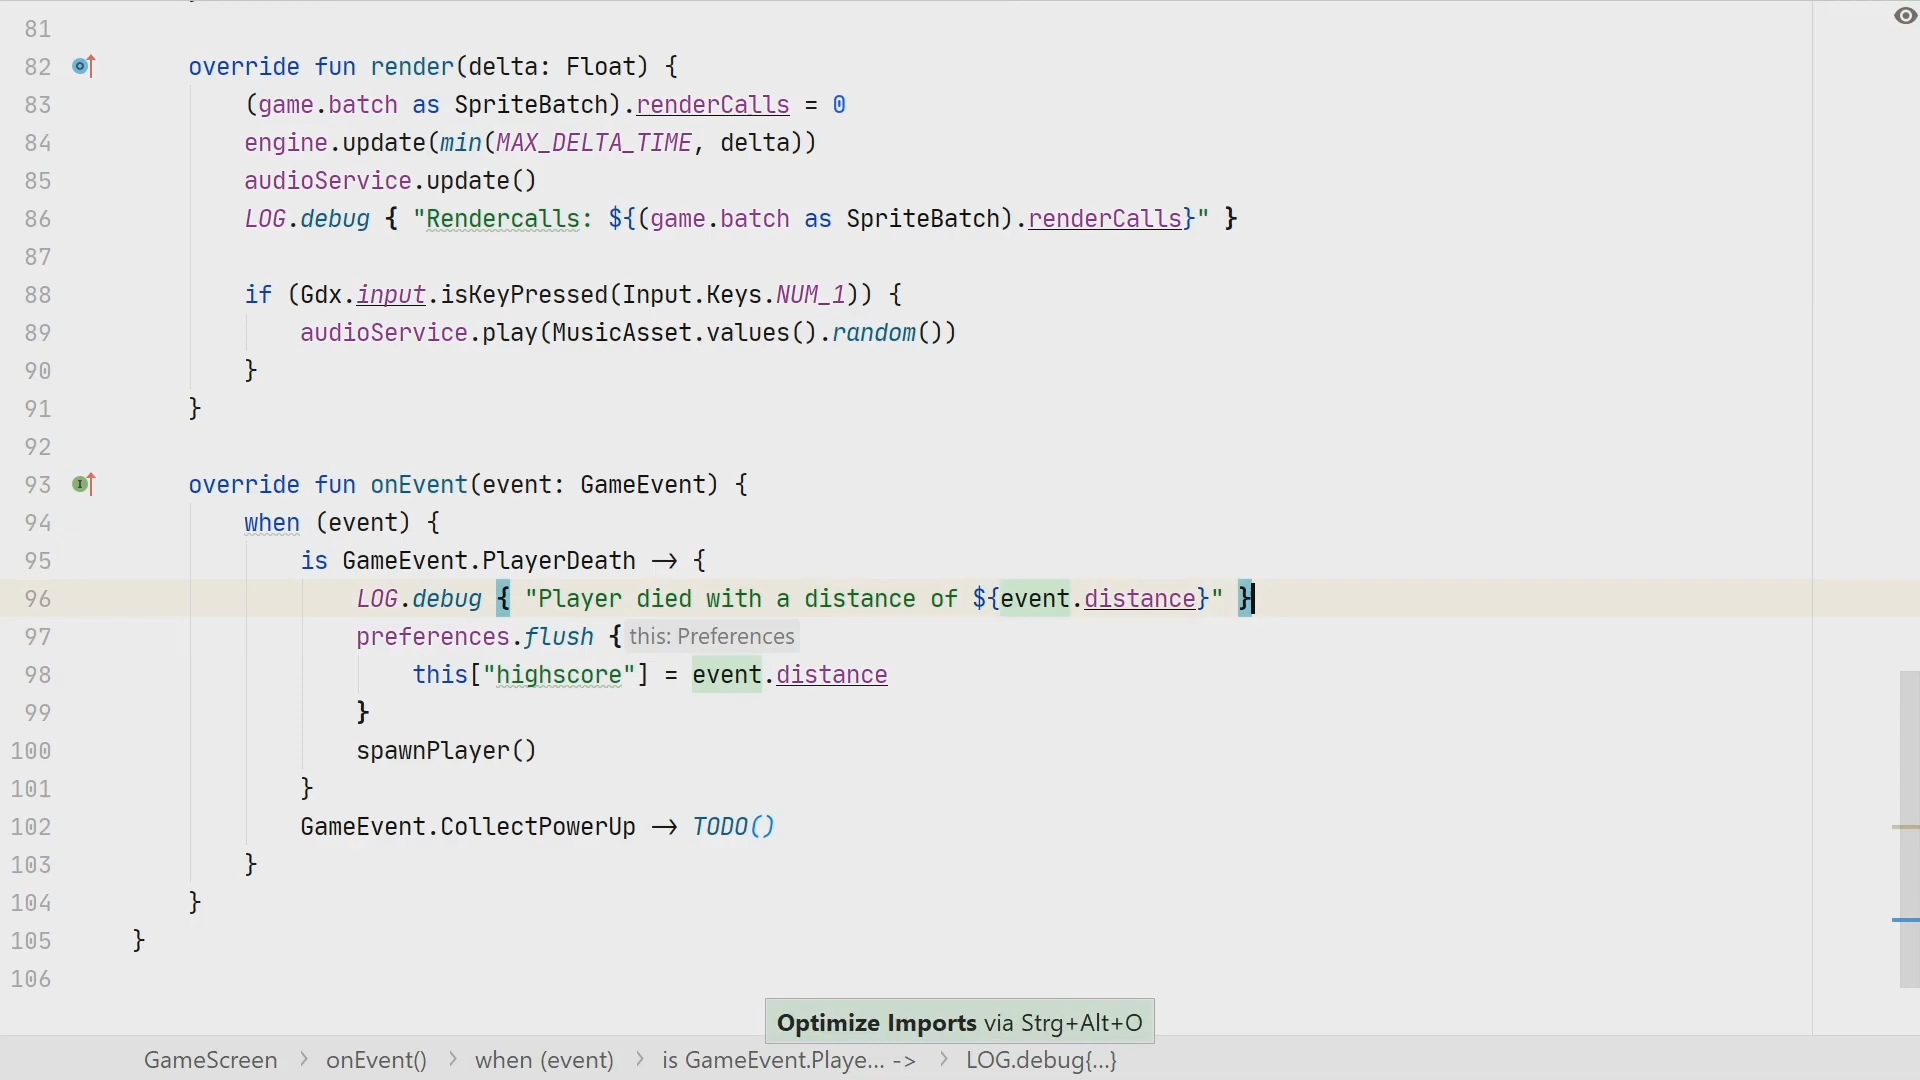 81
82 override fun render(delta: Float) {
83 (game.batch as SpriteBatch).renderCalls = 0
84 engine.update(min(MAX_DELTA_TIME, delta))
85 audioService.update()
86 LOG.debug { "Rendercalls: ${(game.batch as SpriteBatch).renderCalls}" }
87
88 if (Gdx.input.isKeyPressed(Input.Keys.NUM_1)) {
89 audioService.play(MusicAsset.values().random())
90 }
91 }
92
93 override fun onEvent(event: GameEvent) {
94 when (event) {
95 is GameEvent.PlayerDeath -> {
96 LOG.debug { "Player died with a distance of ${event.distance}" }
97 preferences.flush { this: Preferences
98 this["highscore"] = event.distance
99 }
100 spawnPlayer()
101 }
102 GameEvent.CollectPowerUp -> TODO()
103 }
104 }
105 }
106
Optimize Imports via Strg+Alt+O
GameScreen > onEvent() > when (event) > is GameEvent.Playe... -> > LOG.debug{...}